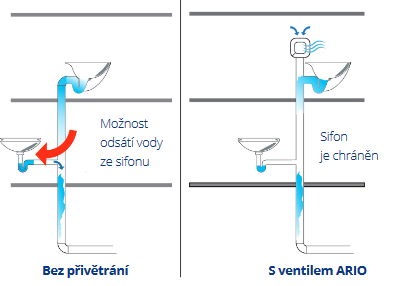 Možnost
odsátí vody
ze sifonu
Bez přivětrání
Sifon
je chráněn
S ventilem ARIO